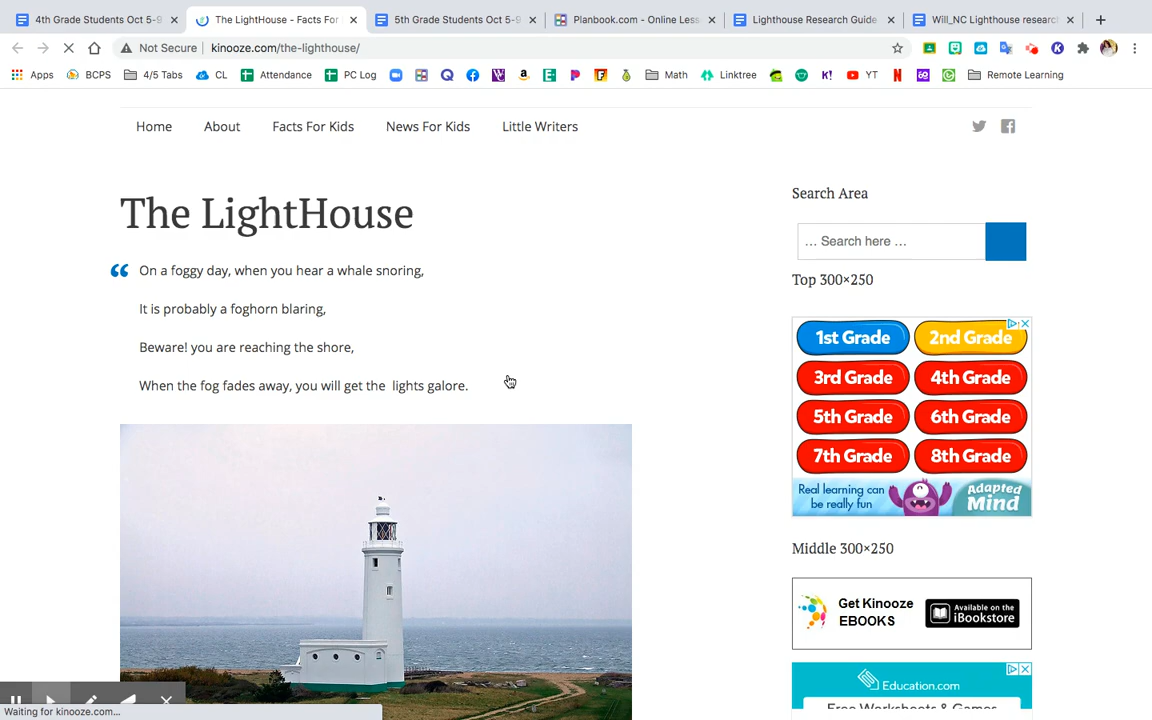 4th Grade Students Oct 5-9
The LightHouse - Facts For
5th Grade Students Oct 5-9
Planbook.com - Online Less
Lighthouse Research Guide
Will_NC Lighthouse research
Not Secure
kinooze.com/the-lighthouse/
Apps
BCPS
4/5 Tabs
CL
Attendance
PC Log
Math
Linktree
K!
YT
Remote Learning
Home
About
Facts For Kids
News For Kids
Little Writers
The LightHouse
On a foggy day, when you hear a whale snoring,
It is probably a foghorn blaring,
Beware! you are reaching the shore,
When the fog fades away, you will get the lights galore.
Search Area
... Search here ...
Top 300×250
1st Grade
2nd Grade
3rd Grade
4th Grade
5th Grade
6th Grade
7th Grade
8th Grade
Real learning can
be really fun
Adapted
Mind
Middle 300×250
Get Kinooze
EBOOKS
Available on the
iBookstore
Education.com
Free Worksheets & Games
Waiting for kinooze.com...